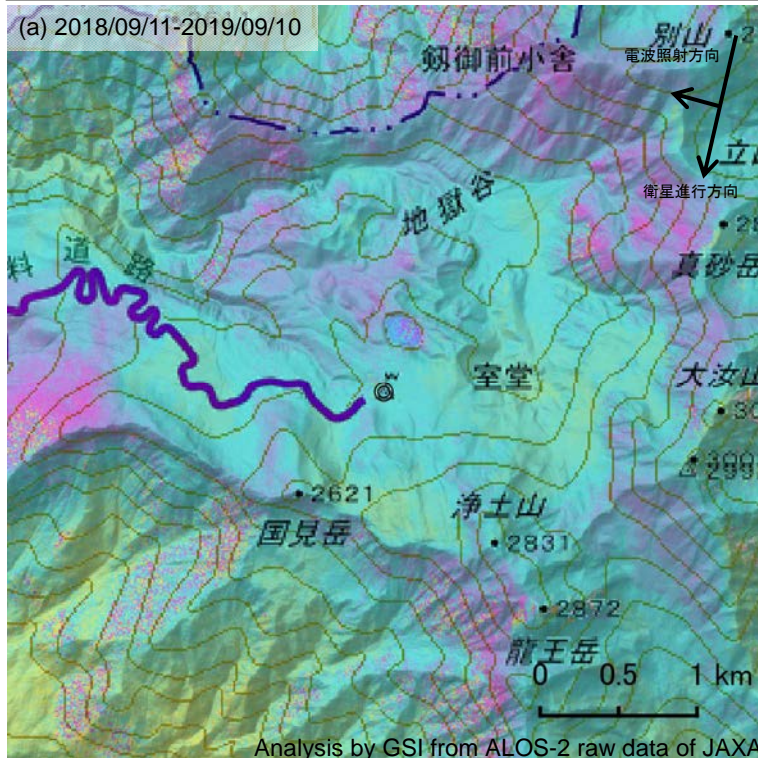 (a) 2018/09/11-2019/09/10
別山
剱御前小舎
電波照射方向
立山
衛星進行方向
地獄谷
料道路
真砂岳
室堂
大汝山
2621
国見岳
浄土山
2831
2872
龍王岳
0 0.5 1 km
Analysis by GSI from ALOS-2 raw data of JAXA